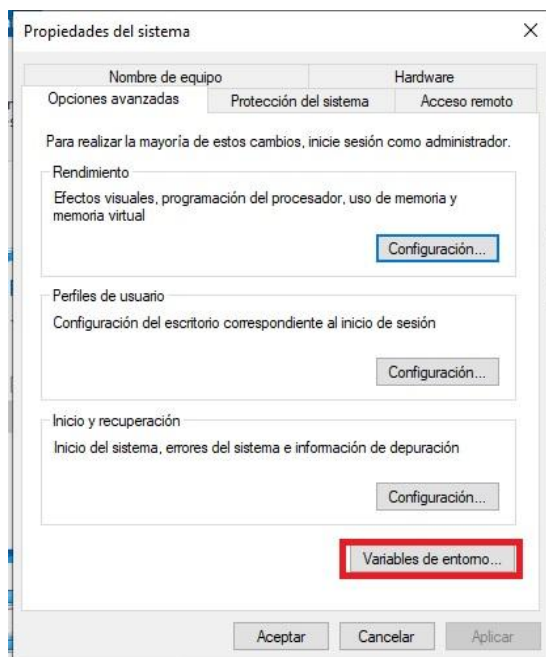 Propiedades del sistema
Nombre de equipo
Hardware
Opciones avanzadas
Protección del sistema
Acceso remoto
Para realizar la mayoría de estos cambios, inicie sesión como administrador.
Rendimiento
Efectos visuales, programación del procesador, uso de memoria y
memoria virtual
Configuración...
Perfiles de usuario
Configuración del escritorio correspondiente al inicio de sesión
Configuración...
Inicio y recuperación
Inicio del sistema, errores del sistema e información de depuración
Configuración...
Variables de entorno...
Aceptar
Cancelar
Aplicar